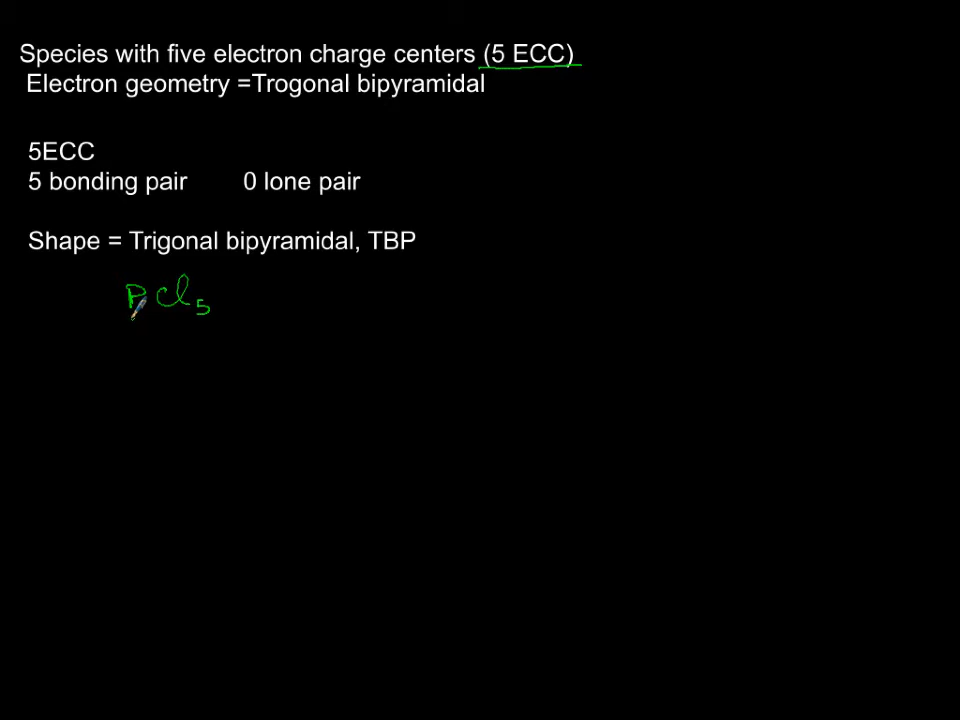 Species with five electron charge centers (5 ECC)
Electron geometry =Trogonal bipyramidal
5ECC
5 bonding pair 0 lone pair
Shape = Trigonal bipyramidal, TBP
PCl5